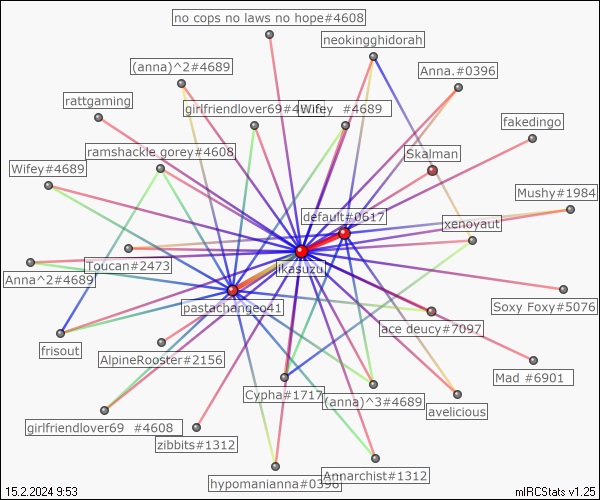 no cops no laws no hope#4608
neokingghidorah
(anna)^2#4689
Anna.#0396
rattgaming
girlfriendlover69#4
Wifey #4689
fakedingo
ramshackle gorey#4608
Skalman
Wifey#4689
Mushy#1984
default#0617
xenoyaut
Toucan#2473
ikasuzu
Anna^2#4689
pastachangeo41
Soxy Foxy#5076
ace deucy#7097
frisout
AlpineRooster#2156
Mad #6901
Cypha#1717
(anna)^3#4689
avelicious
girlfriendlover69 #4608
zibbits#1312
Annarchist#1312
hypomanianna#0396
15.2.2024 9:53
mIRCStats v1.25